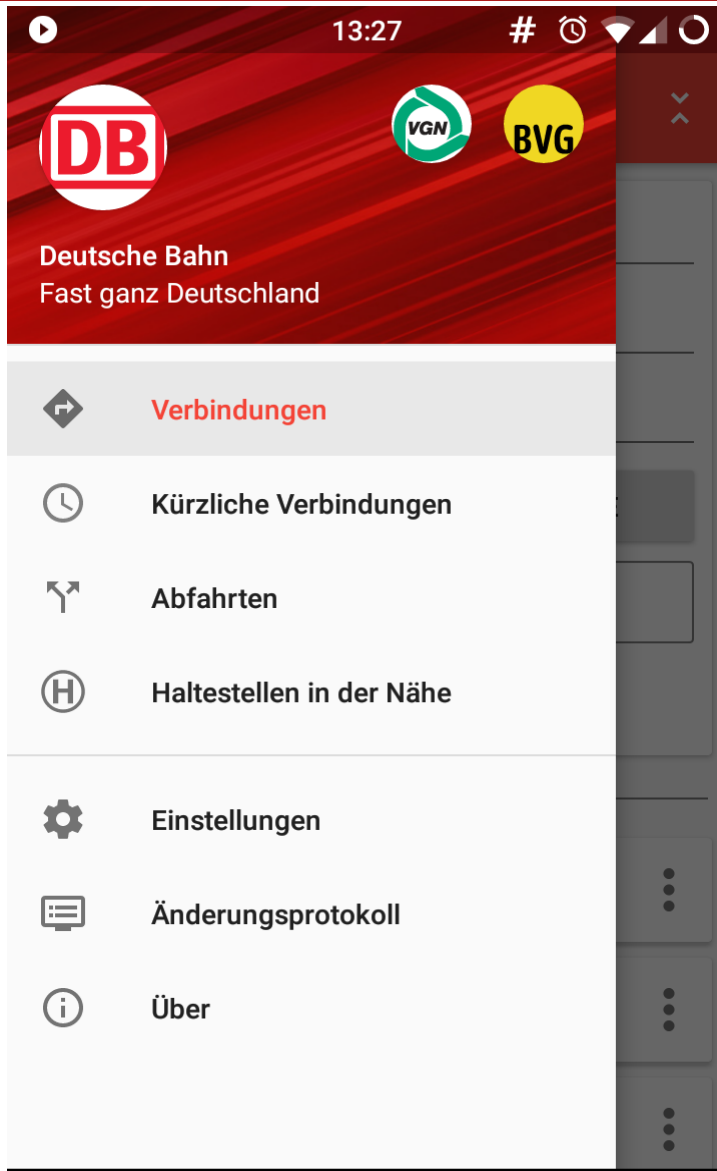 13:27
#
DB
VGN
BVG
Deutsche Bahn
Fast ganz Deutschland
Verbindungen
Kürzliche Verbindungen
Abfahrten
H
Haltestellen in der Nähe
Einstellungen
Änderungsprotokoll
Über